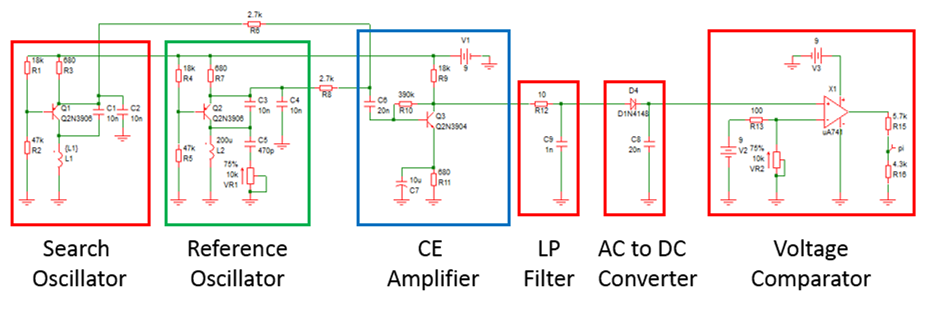 2.7k
R6
V1
9
18k
R1
680
R3
Q1
Q2N3906
C1
10n
C2
10n
47k
R2
{L1}
L1
18k
R4
680
R7
Q2
Q2N3906
C3
10n
C4
10n
2.7k
R8
47k
R5
200u
L2
C5
470p
75%
10k
VR1
18k
R9
C6
20n
390k
R10
Q3
Q2N3904
10u
C7
680
R11
10
R12
C9
1n
D4
D1N4148
C8
20n
9
V3
X1
uA741
100
R13
9
V2
75%
10k
VR2
5.7k
R15
pi
4.3k
R16
Search
Oscillator
Reference
Oscillator
CE
Amplifier
LP
Filter
AC to DC
Converter
Voltage
Comparator